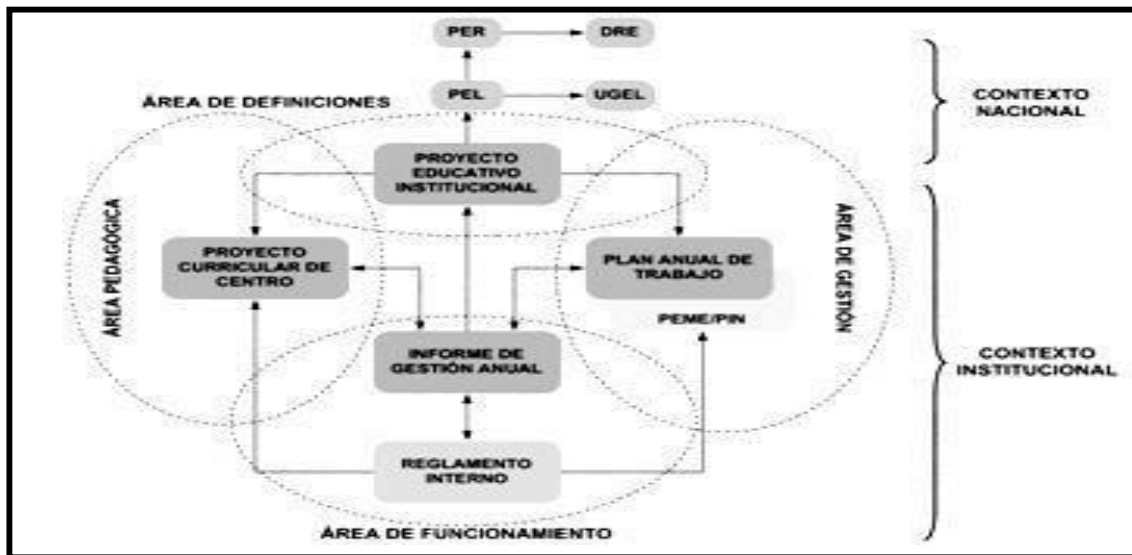 PER
DRE
PEL
UGEL
CONTEXTO
NACIONAL
ÁREA DE DEFINICIONES
PROYECTO
EDUCATIVO
INSTITUCIONAL
ÁREA PEDAGÓGICA
PROYECTO
CURRICULAR DE
CENTRO
PLAN ANUAL DE
TRABAJO
PEME/PIN
ÁREA DE GESTIÓN
INFORME DE
GESTIÓN ANUAL
CONTEXTO
INSTITUCIONAL
REGLAMENTO
INTERNO
ÁREA DE FUNCIONAMIENTO